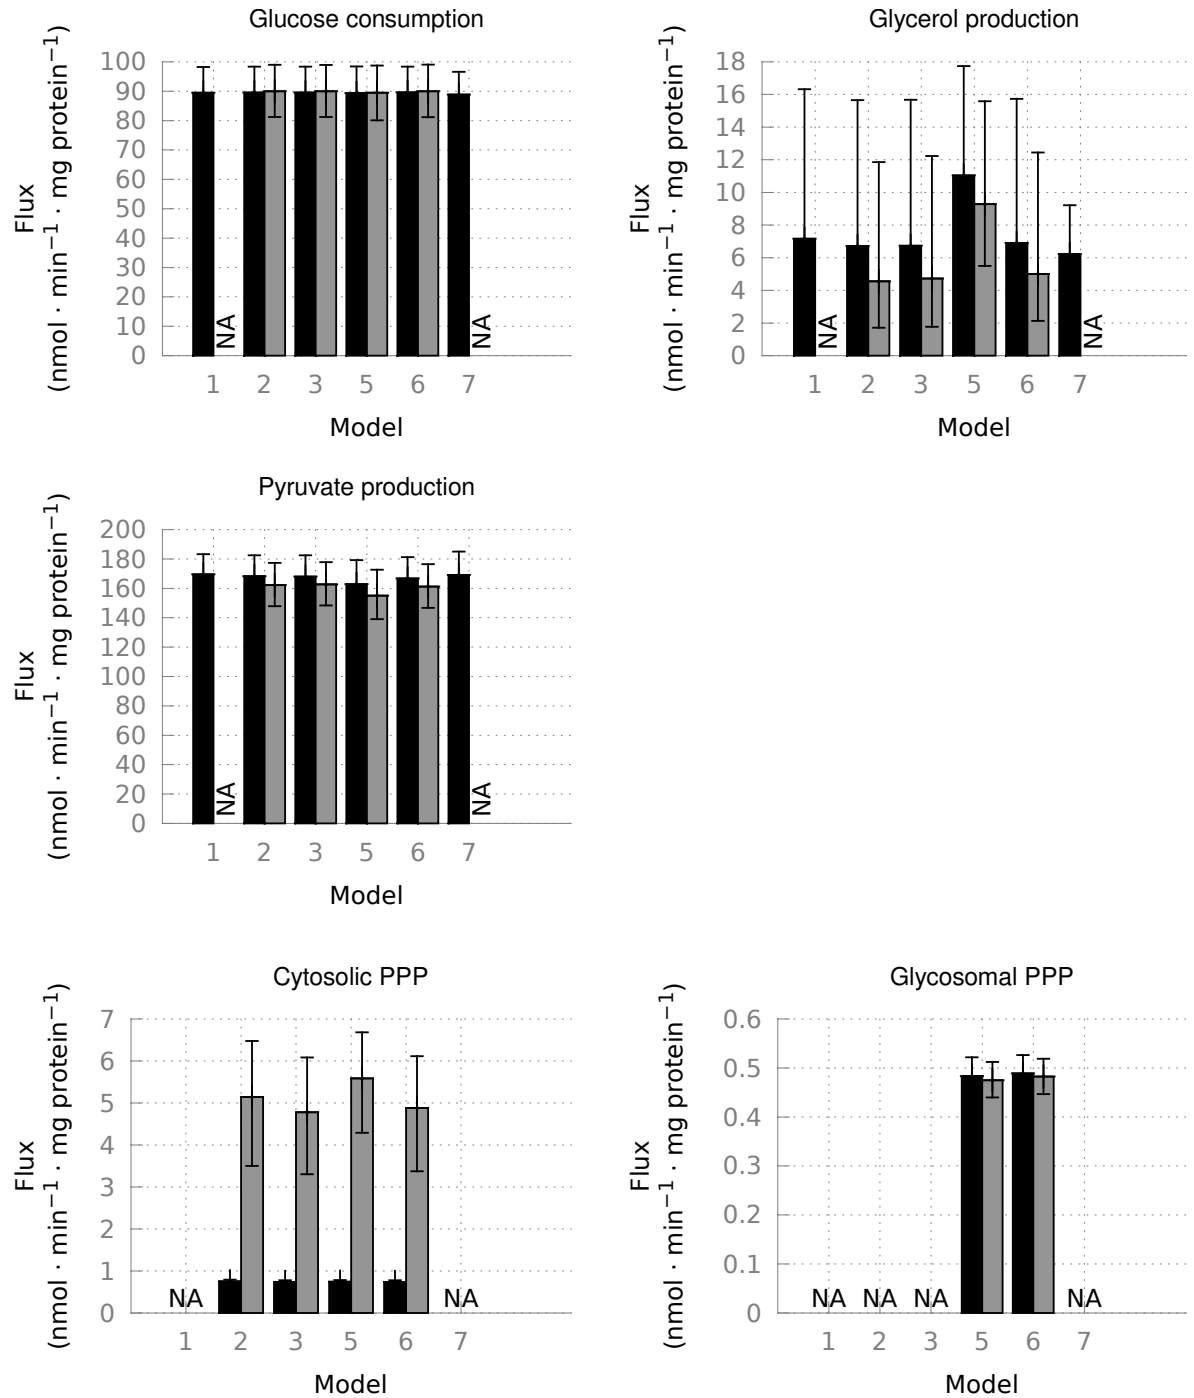 Glucose consumption
Flux
(nmol · min⁻¹ · mg protein⁻¹)
100
90
80
70
60
50
40
30
20
10
0
NA
NA
1 2 3 5 6 7
Model
Glycerol production
Flux
(nmol · min⁻¹ · mg protein⁻¹)
18
16
14
12
10
8
6
4
2
0
NA
NA
1 2 3 5 6 7
Model
Pyruvate production
Flux
(nmol · min⁻¹ · mg protein⁻¹)
200
180
160
140
120
100
80
60
40
20
0
NA
NA
1 2 3 5 6 7
Model
Cytosolic PPP
Flux
(nmol · min⁻¹ · mg protein⁻¹)
7
6
5
4
3
2
1
0
NA NA
1 2 3 5 6 7
Model
Glycosomal PPP
Flux
(nmol · min⁻¹ · mg protein⁻¹)
0.6
0.5
0.4
0.3
0.2
0.1
0
NA NA NA NA
1 2 3 5 6 7
Model